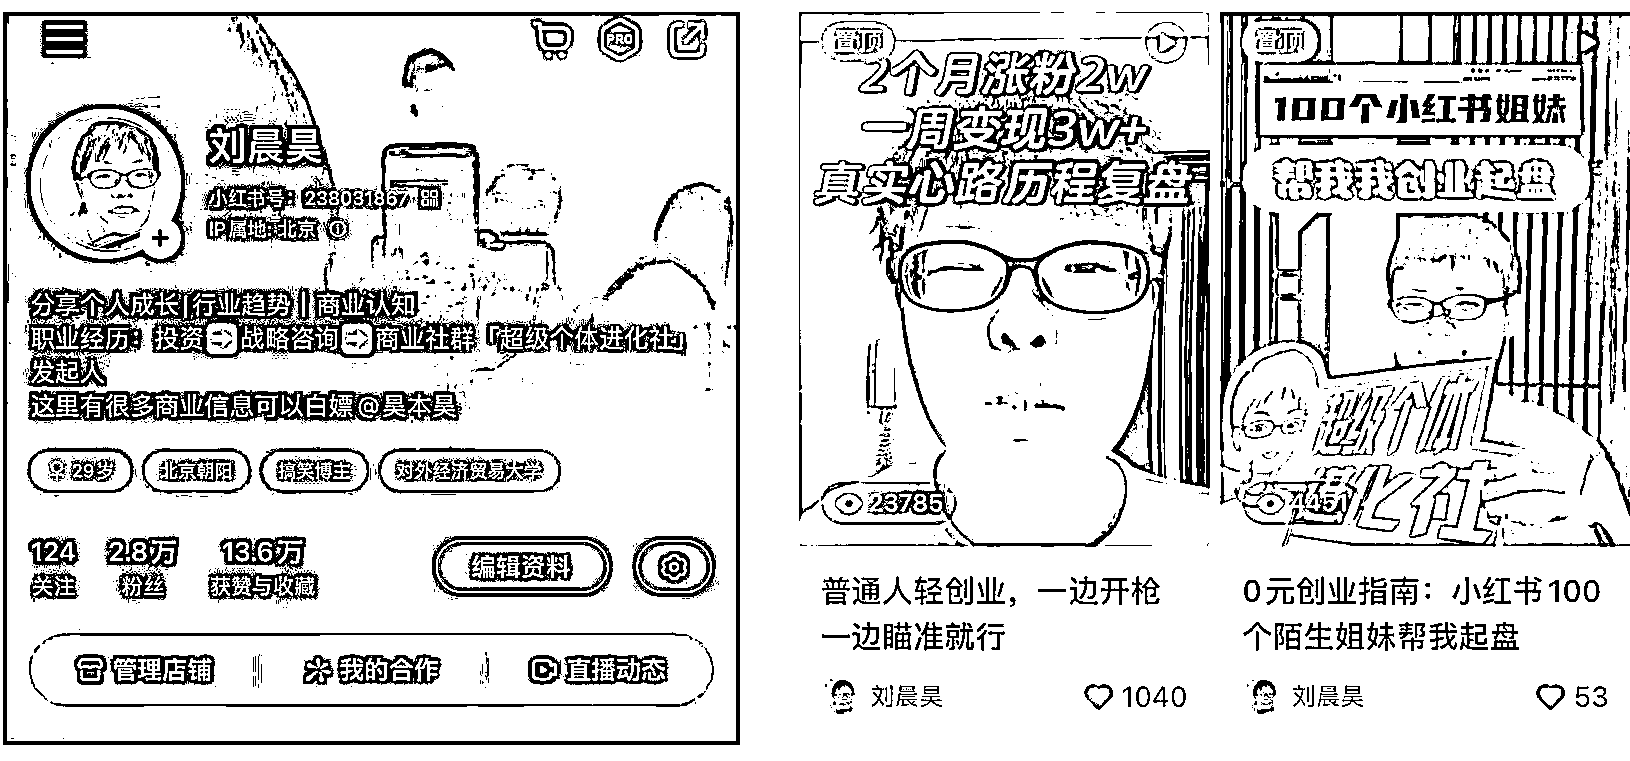 PRO
刘晨昊
小红书号：238031867
IP属地：北京
分享个人成长|行业趋势｜商业认知
职业经历：投资➡战略咨询➡商业社群「超级个体进化社」
发起人
这里有很多商业信息可以白嫖@昊本昊
29岁 北京朝阳 搞笑博主 对外经济贸易大学
124 2.8万 13.6万
关注 粉丝 获赞与收藏
编辑资料
管理店铺 我的合作 直播动态
置顶
2个月涨粉2w
一周变现3w+
真实心路历程复盘
23785
普通人轻创业，一边开枪
一边瞄准就行
刘晨昊 1040
置顶
100个小红书姐妹
帮我我创业起盘
超级个体
进化社
4451
0元创业指南：小红书100
个陌生姐妹帮我起盘
刘晨昊 53